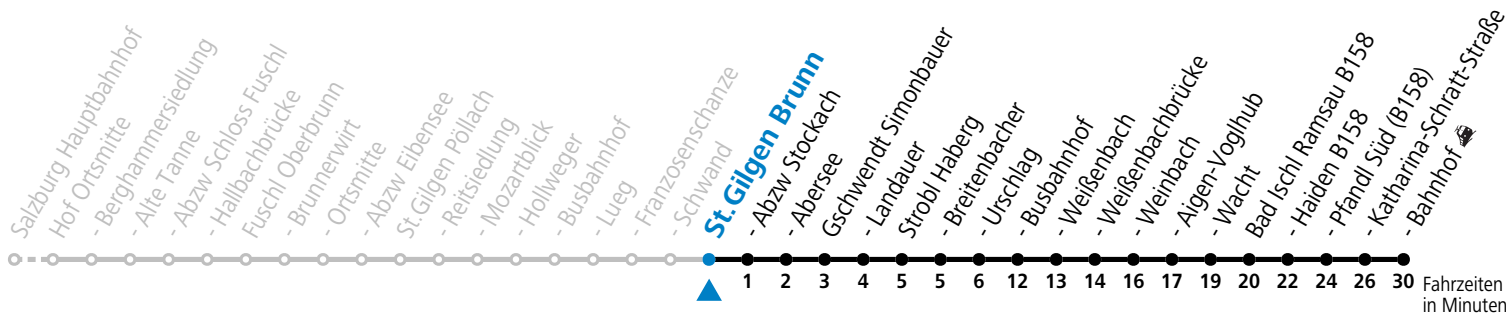 Salzburg Hauptbahnhof
Hof Ortsmitte
- Berghammersiedlung
- Alte Tanne
- Abzw Schloss Fuschl
- Hallbachbrücke
Fuschl Oberbrunn
- Brunnerwirt
- Ortsmitte
- Abzw Eibensee
St.Gilgen Pöllach
- Reitsiedlung
- Mozartblick
- Hollweger
- Busbahnhof
- Lueg
- Franzosenschanze
- Schwand
St.Gilgen Brunn
- Abzw Stockach
- Abersee
Gschwendt Simonbauer
- Landauer
Strobl Haberg
- Breitenbacher
- Urschlag
- Busbahnhof
- Weißenbach
- Weißenbachbrücke
- Weinbach
- Aigen-Voglhub
- Wacht
Bad Ischl Ramsau B158
- Haiden B158
- Pfandl Süd (B158)
- Katharina-Schratt-Straße
- Bahnhof
1 2 3 4 5 5 6 12 13 14 16 17 19 20 22 24 26 30
Fahrzeiten
in Minuten